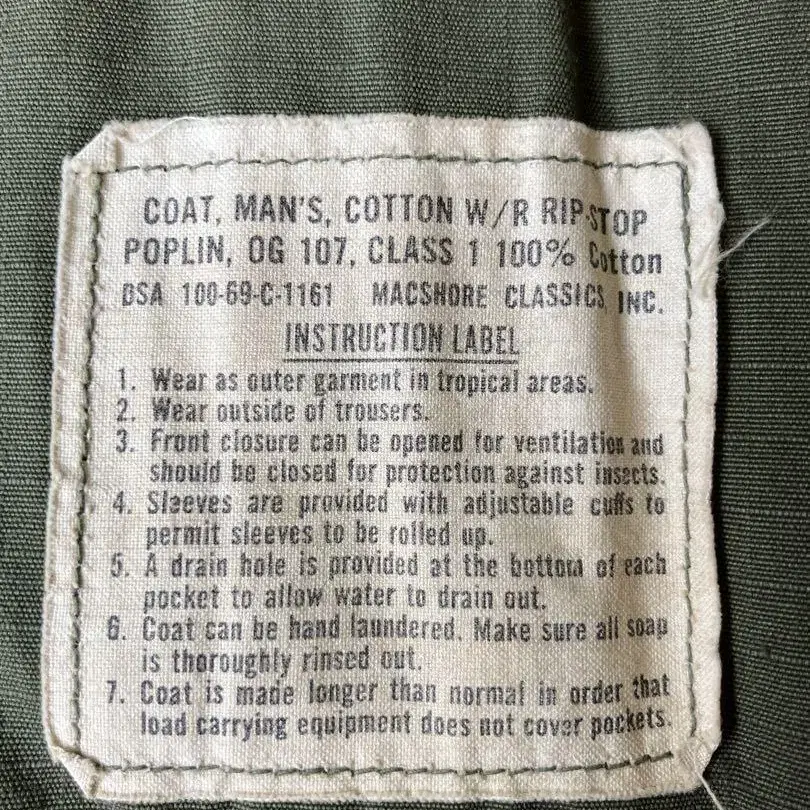 COAT, MAN'S, COTTON W/R RIP-STOP
POPLIN, OG 107, CLASS 1 100% Cotton
DSA 100-69-C-1161 MACSHORE CLASSICS, INC.
INSTRUCTION LABEL
1. Wear as outer garment in tropical areas.
2. Wear outside of trousers.
3. Front closure can be opened for ventilation and
should be closed for protection against insects.
4. Sleeves are provided with adjustable cuffs to
permit sleeves to be rolled up.
5. A drain hole is provided at the bottom of each
pocket to allow water to drain out.
6. Coat can be hand laundered. Make sure all soap
is thoroughly rinsed out.
7. Coat is made longer than normal in order that
load carrying equipment does not cover pockets.